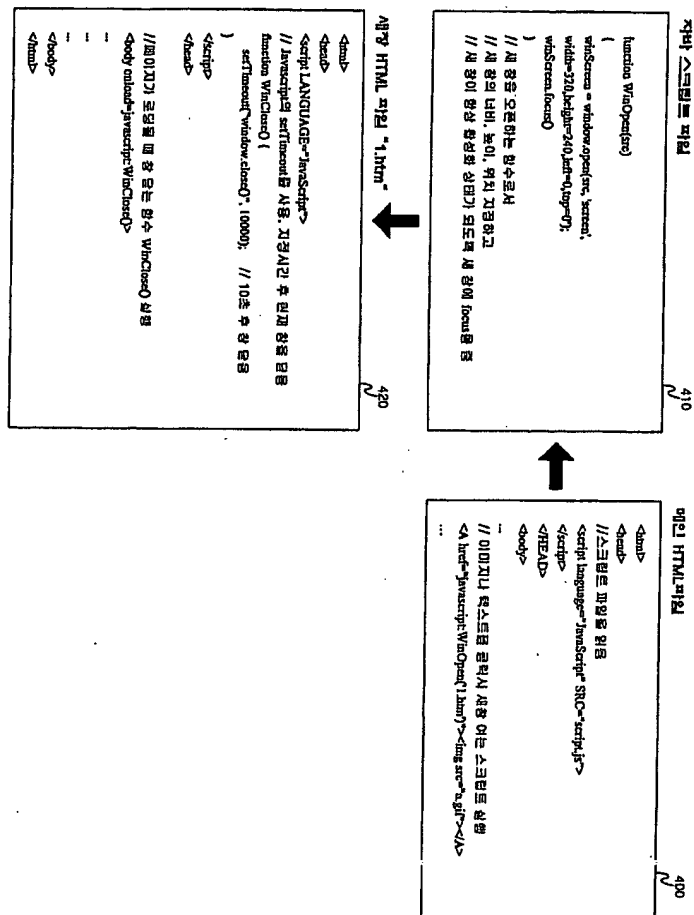 메인 HTML파일
400
<html>
<head>
//스크립트 파일을 읽음
<script language="JavaScript" SRC="script.js">
</script>
</HEAD>
<body>
...
// 이미지나 텍스트를 클릭시 새창 여는 스크립트 실행
<A href="javascript:WinOpen('1.htm')"><img src="a.gif"></A>
...
자바 스크립트 파일
410
function WinOpen(src)
{
winScreen = window.open(src, 'screen',
width=320,height=240,left=0,top=0');
winScreen.focus()
}
// 새 창을 오픈하는 함수로서
// 새 창의 너비, 높이, 위치 지정하고
// 새 창이 항상 활성화 상태가 되도록 새 창에 focus를 줌
새창 HTML 파일 "1.htm"
420
<html>
<head>
<script LANGUAGE="JavaScript">
// Javascript의 setTimeout을 사용, 지정시간 후 현재 창을 닫음
function WinClose() {
setTimeout("window.close()", 10000); // 10초 후 창 닫음
}
</script>
</head>
//페이지가 로딩될 때 창 닫는 함수 WinClose() 실행
<body onload=javascript:WinClose()>
...
...
...
</body>
</html>